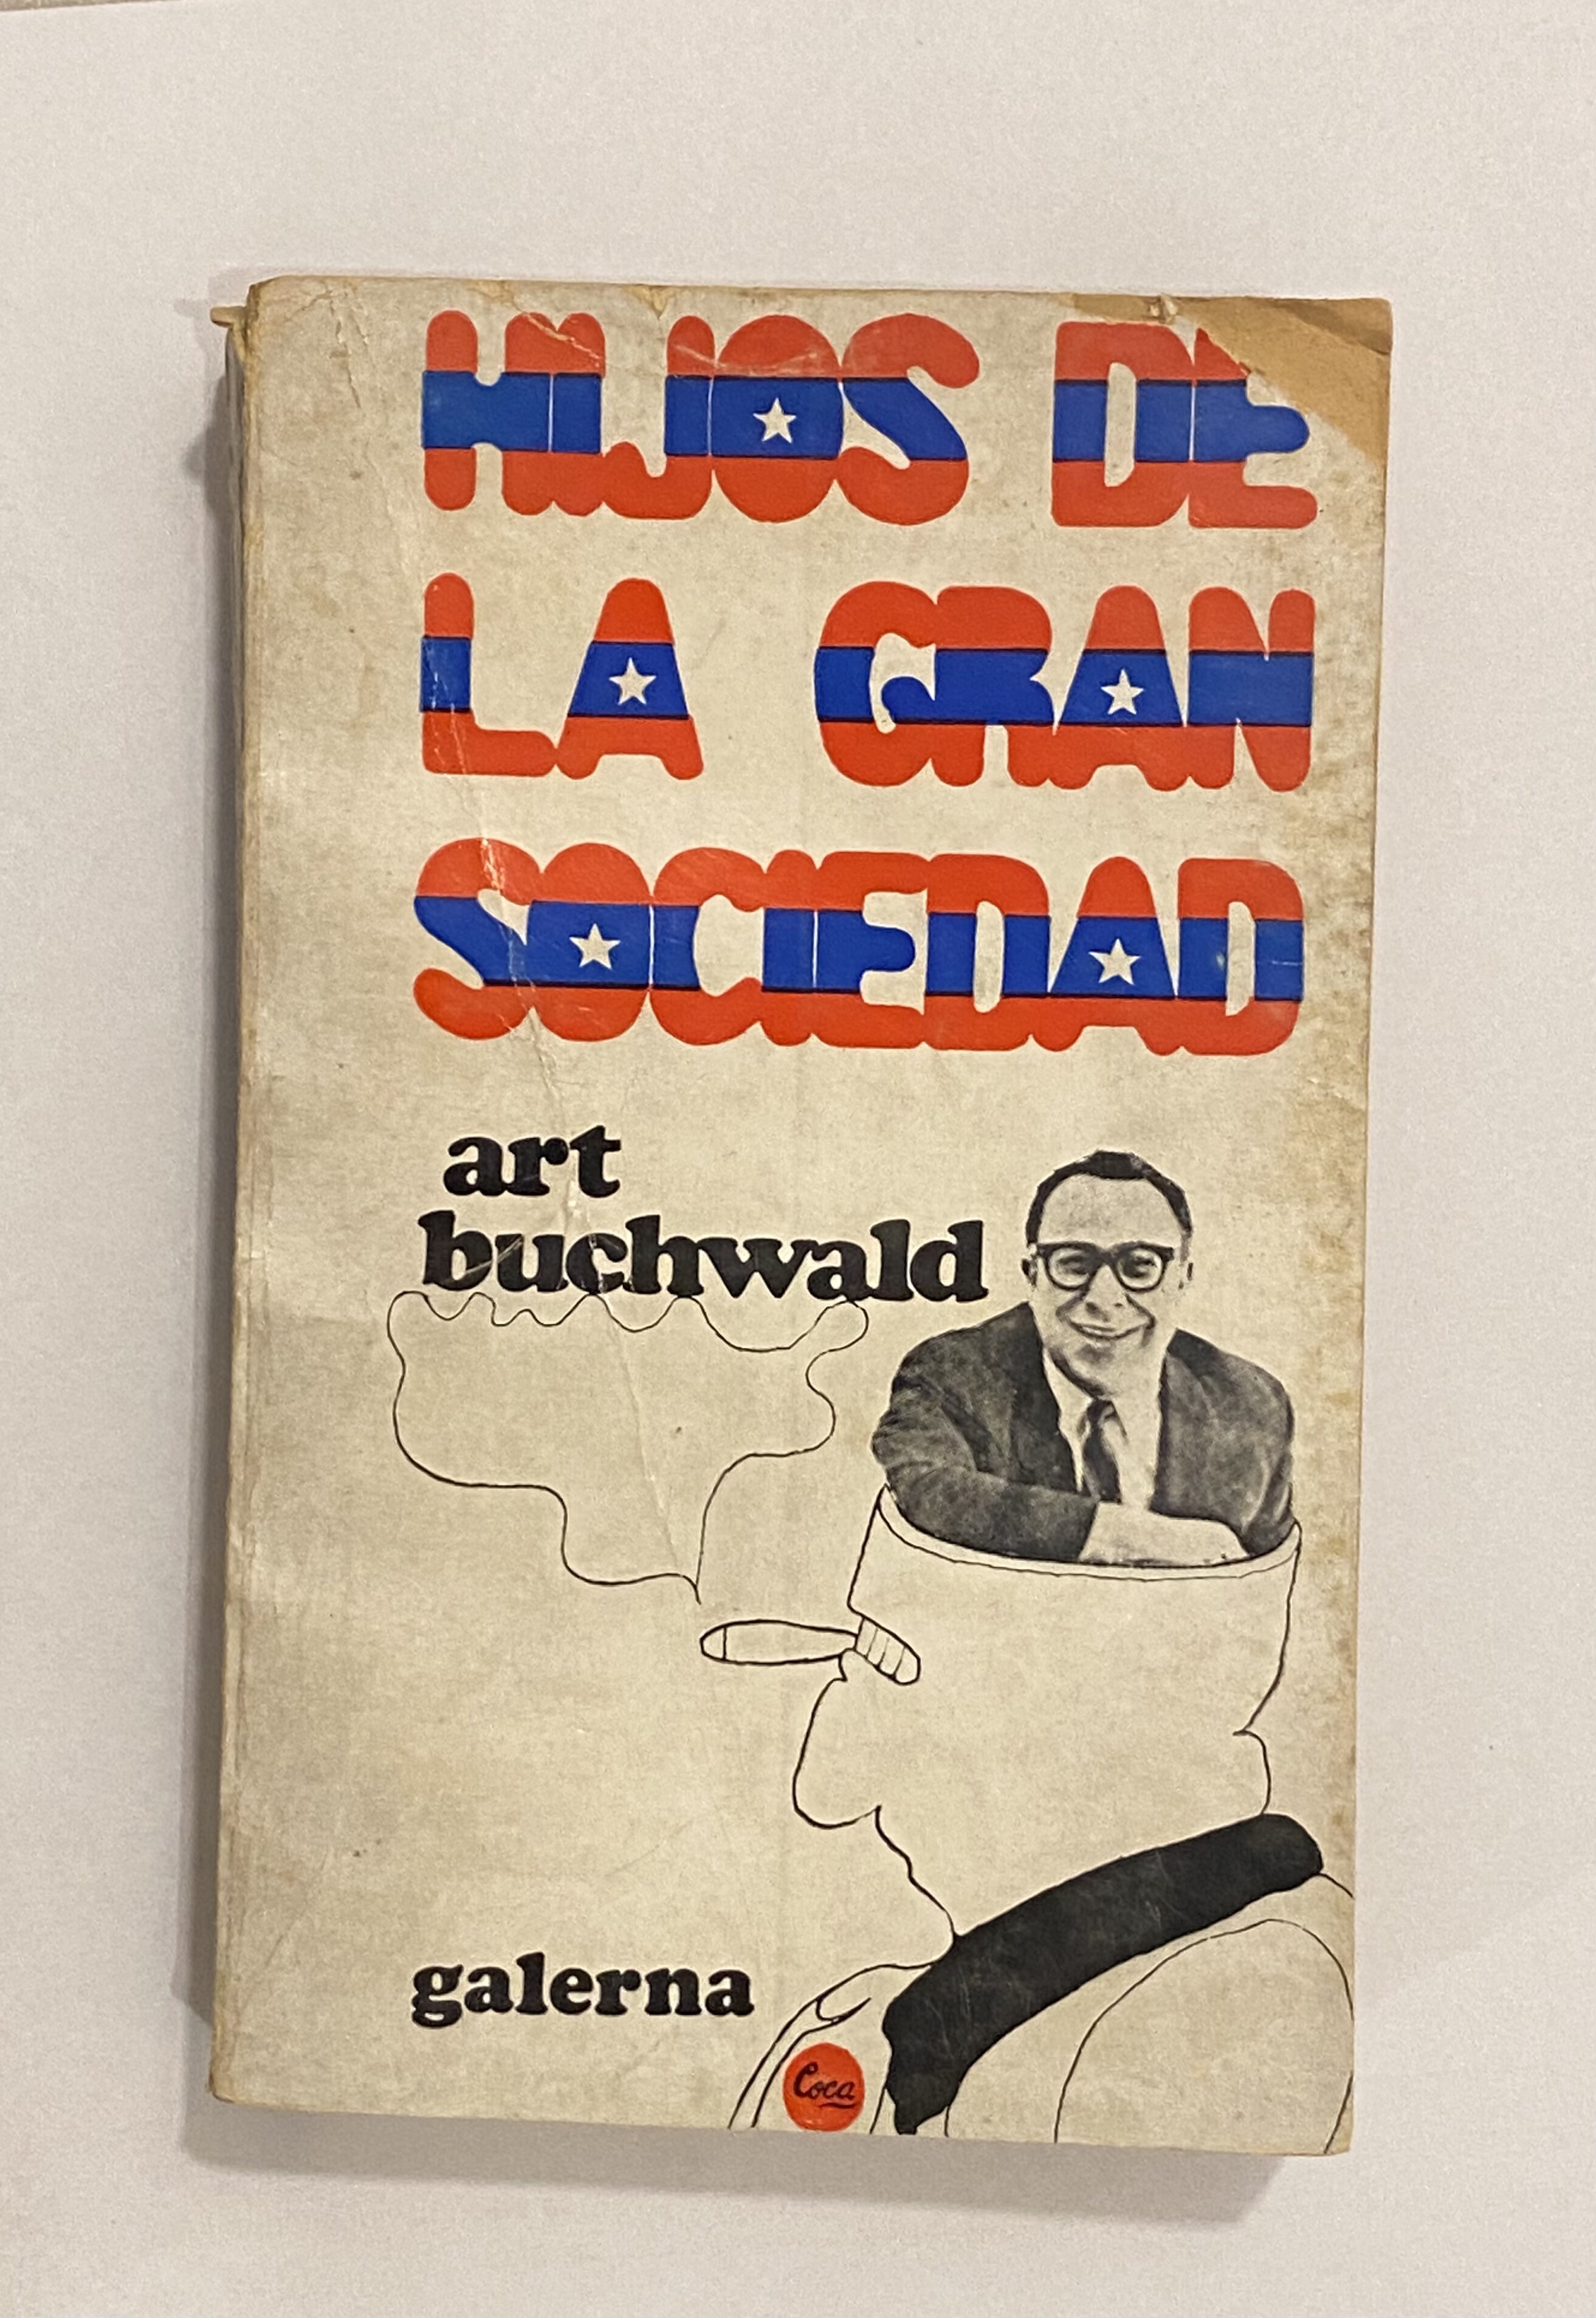 HIJOS DE
LA GRAN
SOCIEDAD
art
buchwald
galerna
Coca